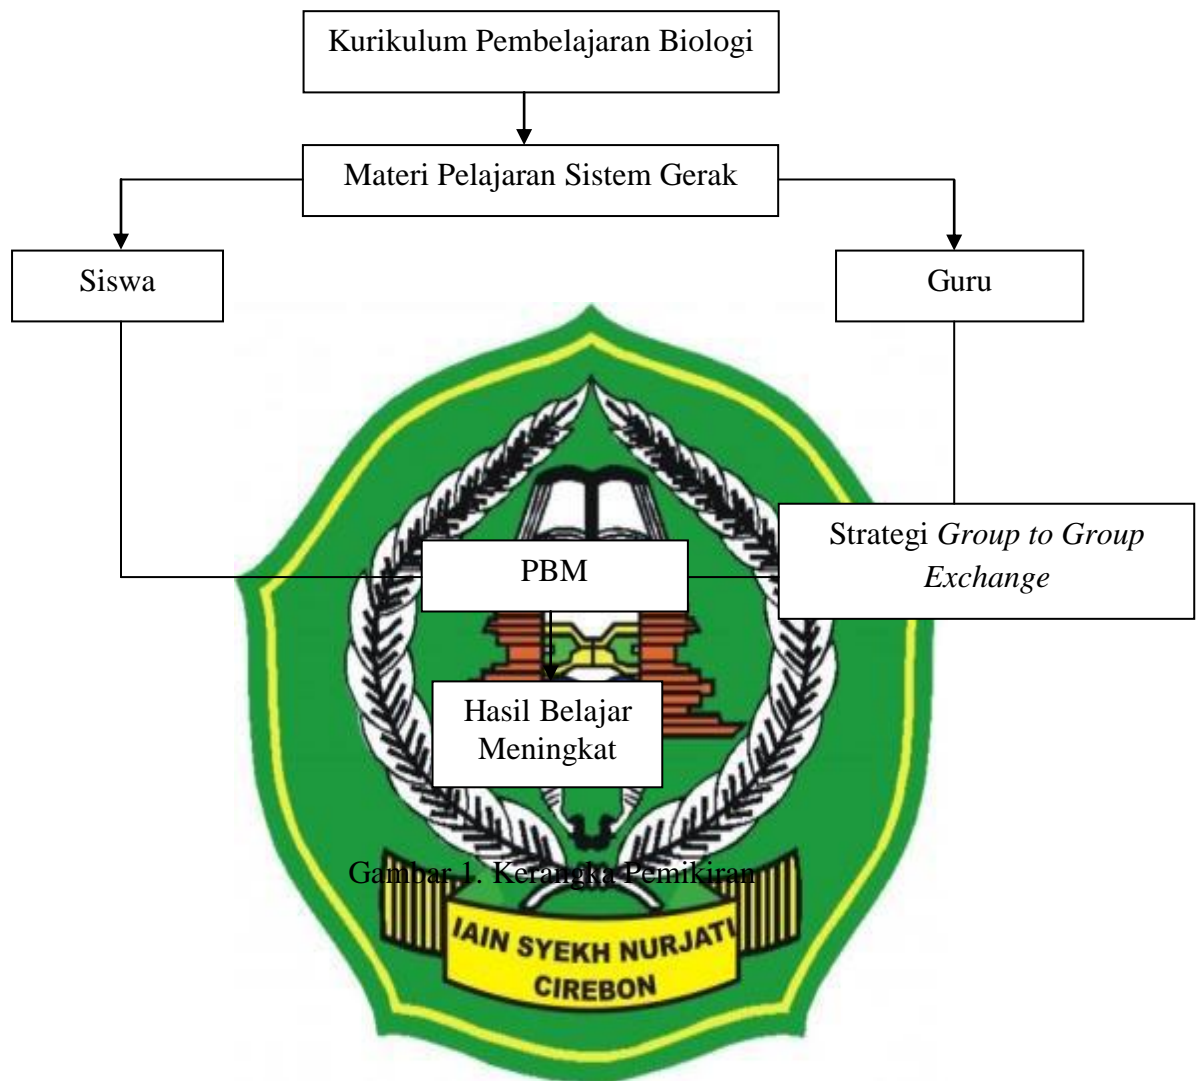 Kurikulum Pembelajaran Biologi
Materi Pelajaran Sistem Gerak
Siswa
Guru
Strategi Group to Group
Exchange
PBM
Hasil Belajar
Meningkat
Gambar 1. Kerangka Pemikiran
IAIN SYEKH NURJATI
CIREBON